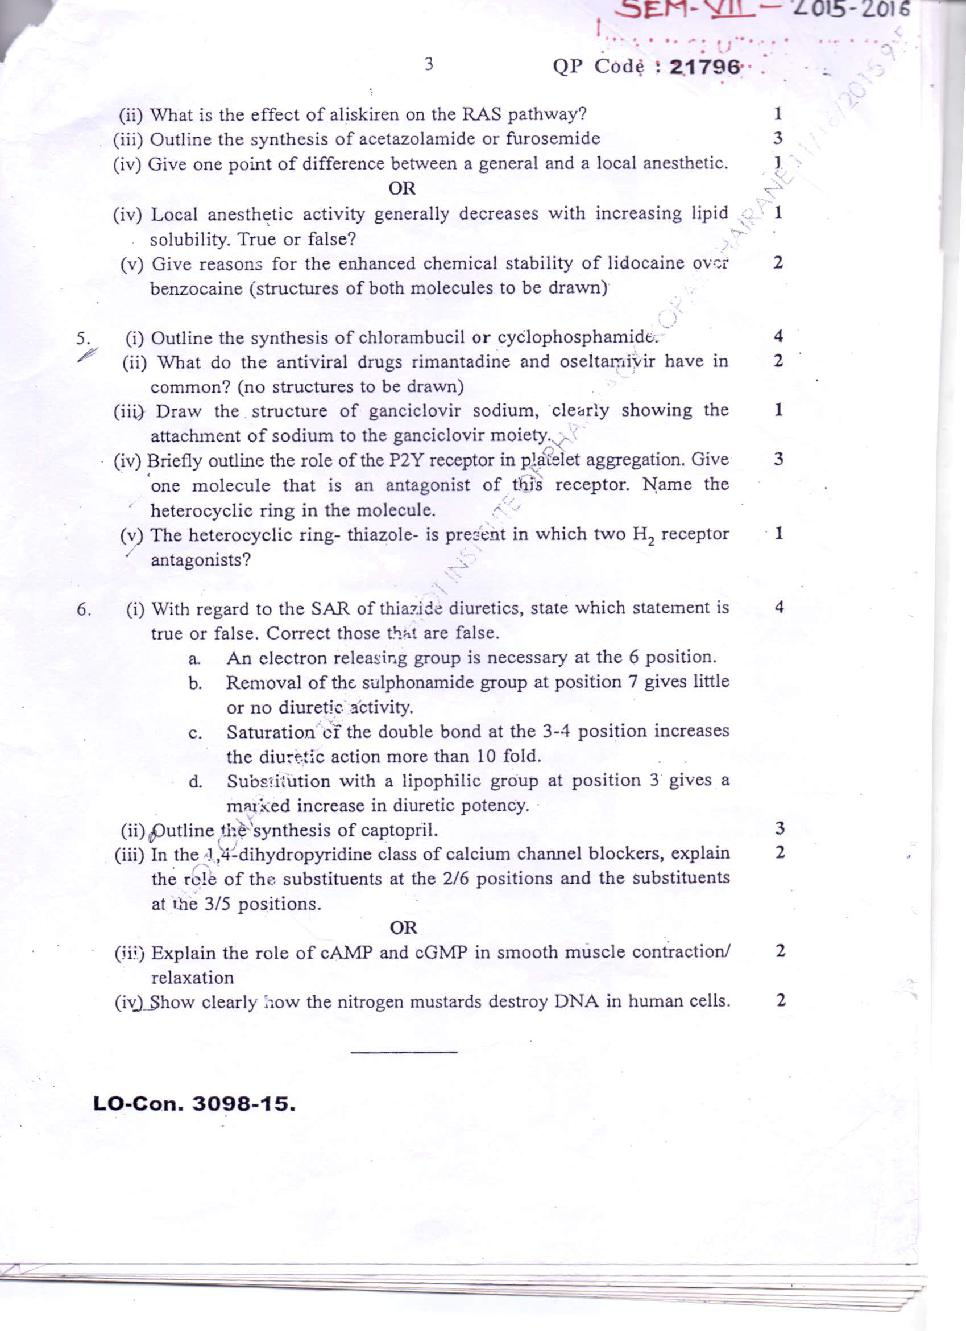 SEM-VII - 2015-2016
3
QP Code : 21796
(ii) What is the effect of aliskiren on the RAS pathway? 1
(iii) Outline the synthesis of acetazolamide or furosemide 3
(iv) Give one point of difference between a general and a local anesthetic. 1
OR
(iv) Local anesthetic activity generally decreases with increasing lipid 1
solubility. True or false?
(v) Give reasons for the enhanced chemical stability of lidocaine over 2
benzocaine (structures of both molecules to be drawn)
5. (i) Outline the synthesis of chlorambucil or cyclophosphamide. 4
(ii) What do the antiviral drugs rimantadine and oseltamivir have in 2
common? (no structures to be drawn)
(iii) Draw the structure of ganciclovir sodium, clearly showing the 1
attachment of sodium to the ganciclovir moiety.
(iv) Briefly outline the role of the P2Y receptor in platelet aggregation. Give 3
one molecule that is an antagonist of this receptor. Name the
heterocyclic ring in the molecule.
(v) The heterocyclic ring- thiazole- is present in which two H₂ receptor 1
antagonists?
6. (i) With regard to the SAR of thiazide diuretics, state which statement is 4
true or false. Correct those that are false.
a. An electron releasing group is necessary at the 6 position.
b. Removal of the sulphonamide group at position 7 gives little
or no diuretic activity.
c. Saturation of the double bond at the 3-4 position increases
the diuretic action more than 10 fold.
d. Substitution with a lipophilic group at position 3 gives a
marked increase in diuretic potency.
(ii) Outline the synthesis of captopril. 3
(iii) In the 1,4-dihydropyridine class of calcium channel blockers, explain 2
the role of the substituents at the 2/6 positions and the substituents
at the 3/5 positions.
OR
(iii) Explain the role of cAMP and cGMP in smooth muscle contraction/ 2
relaxation
(iv) Show clearly how the nitrogen mustards destroy DNA in human cells. 2
LO-Con. 3098-15.